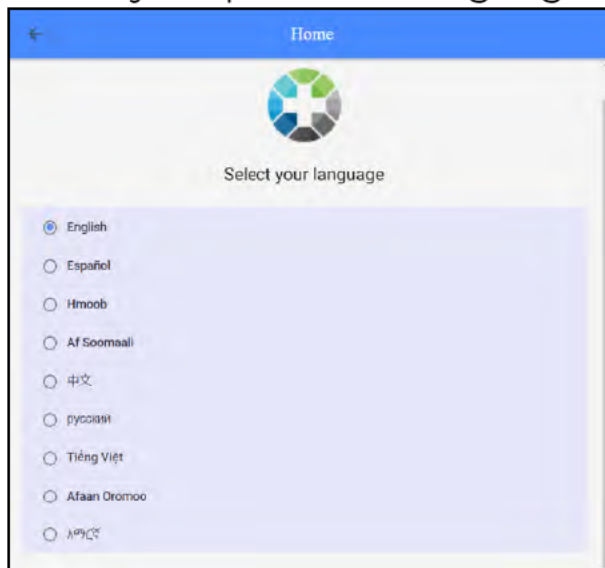 Home
Select your language
English
Español
Hmoob
Af Soomaali
中文
русский
Tiếng Việt
Afaan Oromoo
አማርኛ